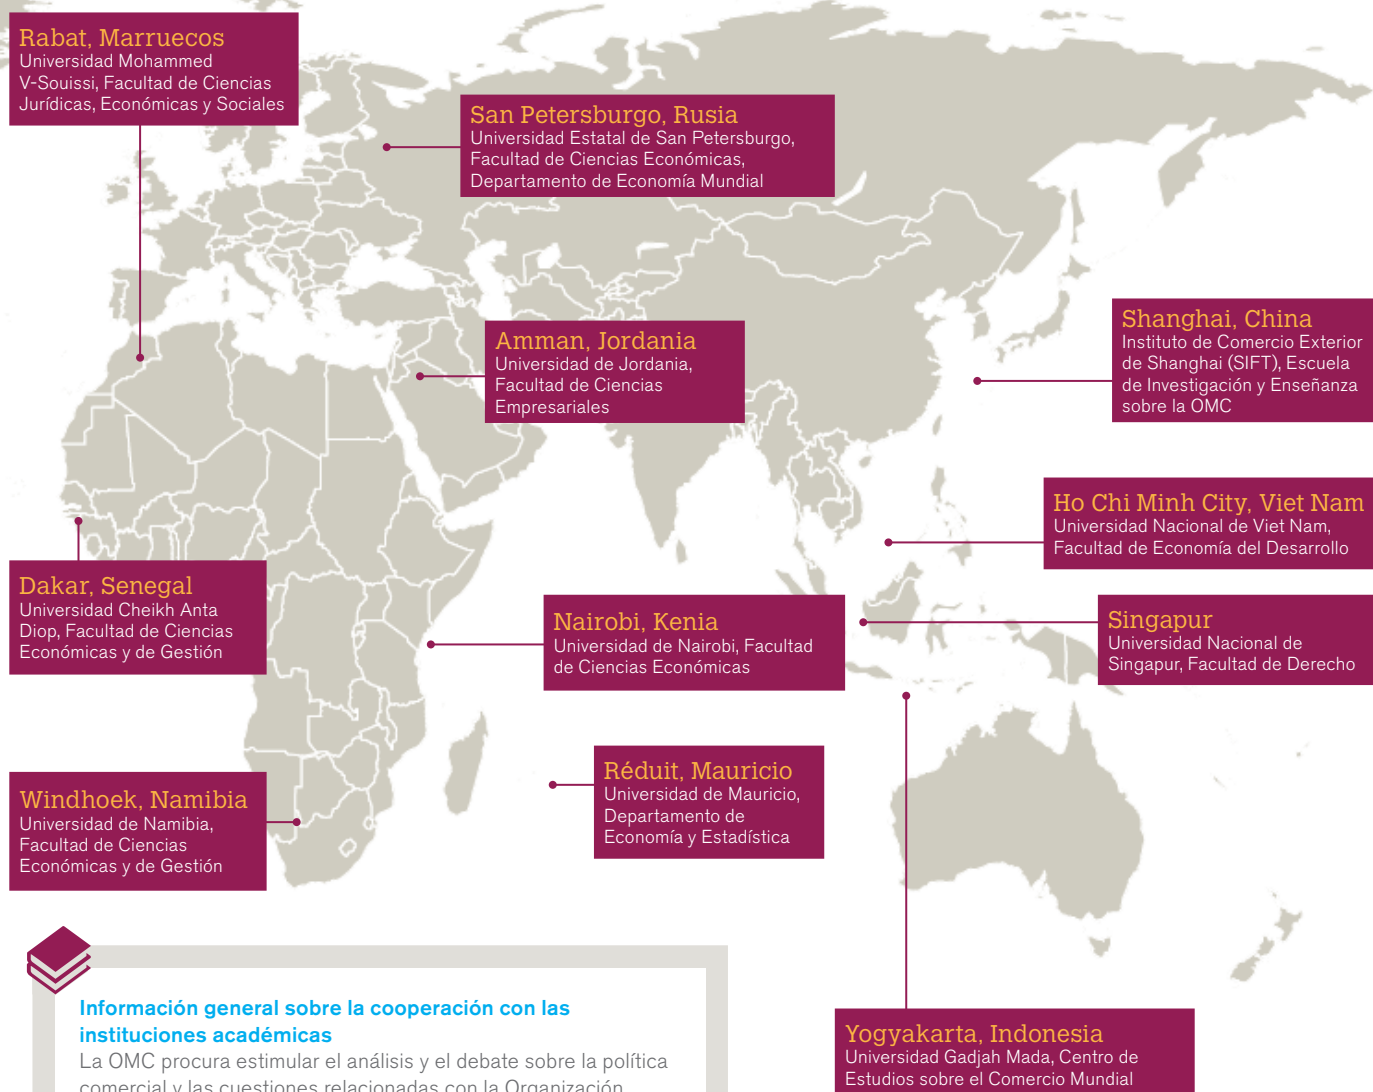 Rabat, Marruecos
Universidad Mohammed
V-Souissi, Facultad de Ciencias
Jurídicas, Económicas y Sociales
San Petersburgo, Rusia
Universidad Estatal de San Petersburgo,
Facultad de Ciencias Económicas,
Departamento de Economía Mundial
Amman, Jordania
Universidad de Jordania,
Facultad de Ciencias
Empresariales
Shanghai, China
Instituto de Comercio Exterior
de Shanghai (SIFT), Escuela
de Investigación y Enseñanza
sobre la OMC
Ho Chi Minh City, Viet Nam
Universidad Nacional de Viet Nam,
Facultad de Economía del Desarrollo
Dakar, Senegal
Universidad Cheikh Anta
Diop, Facultad de Ciencias
Económicas y de Gestión
Nairobi, Kenia
Universidad de Nairobi, Facultad
de Ciencias Económicas
Singapur
Universidad Nacional de
Singapur, Facultad de Derecho
Réduit, Mauricio
Universidad de Mauricio,
Departamento de
Economía y Estadística
Windhoek, Namibia
Universidad de Namibia,
Facultad de Ciencias
Económicas y de Gestión
Yogyakarta, Indonesia
Universidad Gadjah Mada, Centro de
Estudios sobre el Comercio Mundial
Información general sobre la cooperación con las
instituciones académicas
La OMC procura estimular el análisis y el debate sobre la política
comercial y las cuestiones relacionadas con la Organización